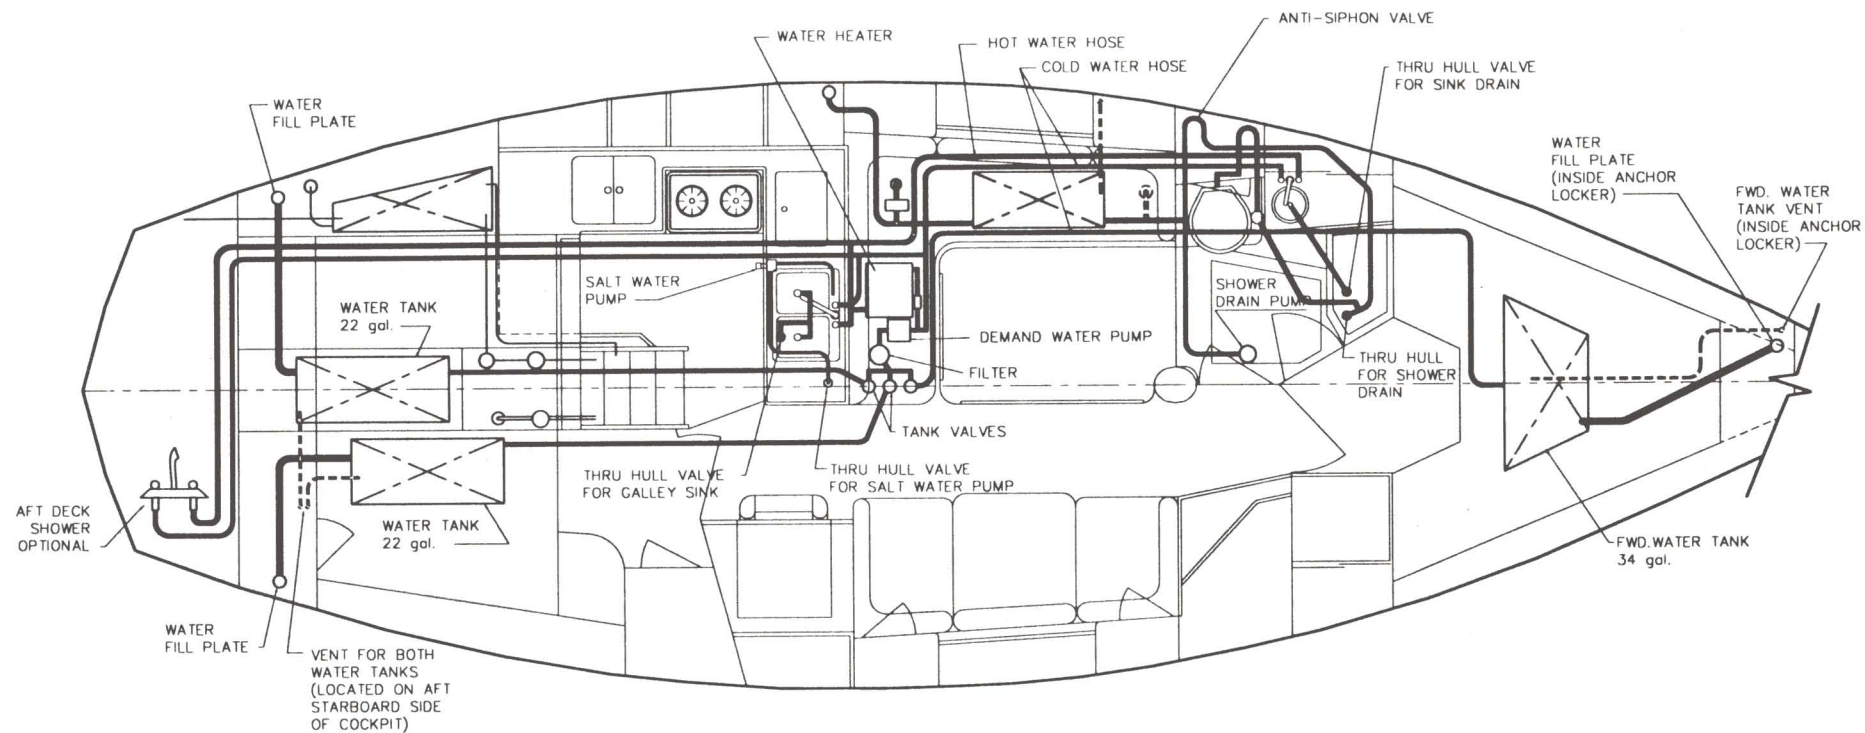 ANTI-SIPHON VALVE
WATER HEATER
HOT WATER HOSE
COLD WATER HOSE
THRU HULL VALVE
FOR SINK DRAIN
WATER
FILL PLATE
WATER
FILL PLATE
(INSIDE ANCHOR
LOCKER)
FWD. WATER
TANK VENT
(INSIDE ANCHOR
LOCKER)
SALT WATER
PUMP
SHOWER
DRAIN PUMP
WATER TANK
22 gal.
DEMAND WATER PUMP
FILTER
THRU HULL
FOR SHOWER
DRAIN
TANK VALVES
THRU HULL VALVE
FOR GALLEY SINK
THRU HULL VALVE
FOR SALT WATER PUMP
AFT DECK
SHOWER
OPTIONAL
WATER TANK
22 gal.
FWD.WATER TANK
34 gal.
WATER
FILL PLATE
VENT FOR BOTH
WATER TANKS
(LOCATED ON AFT
STARBOARD SIDE
OF COCKPIT)